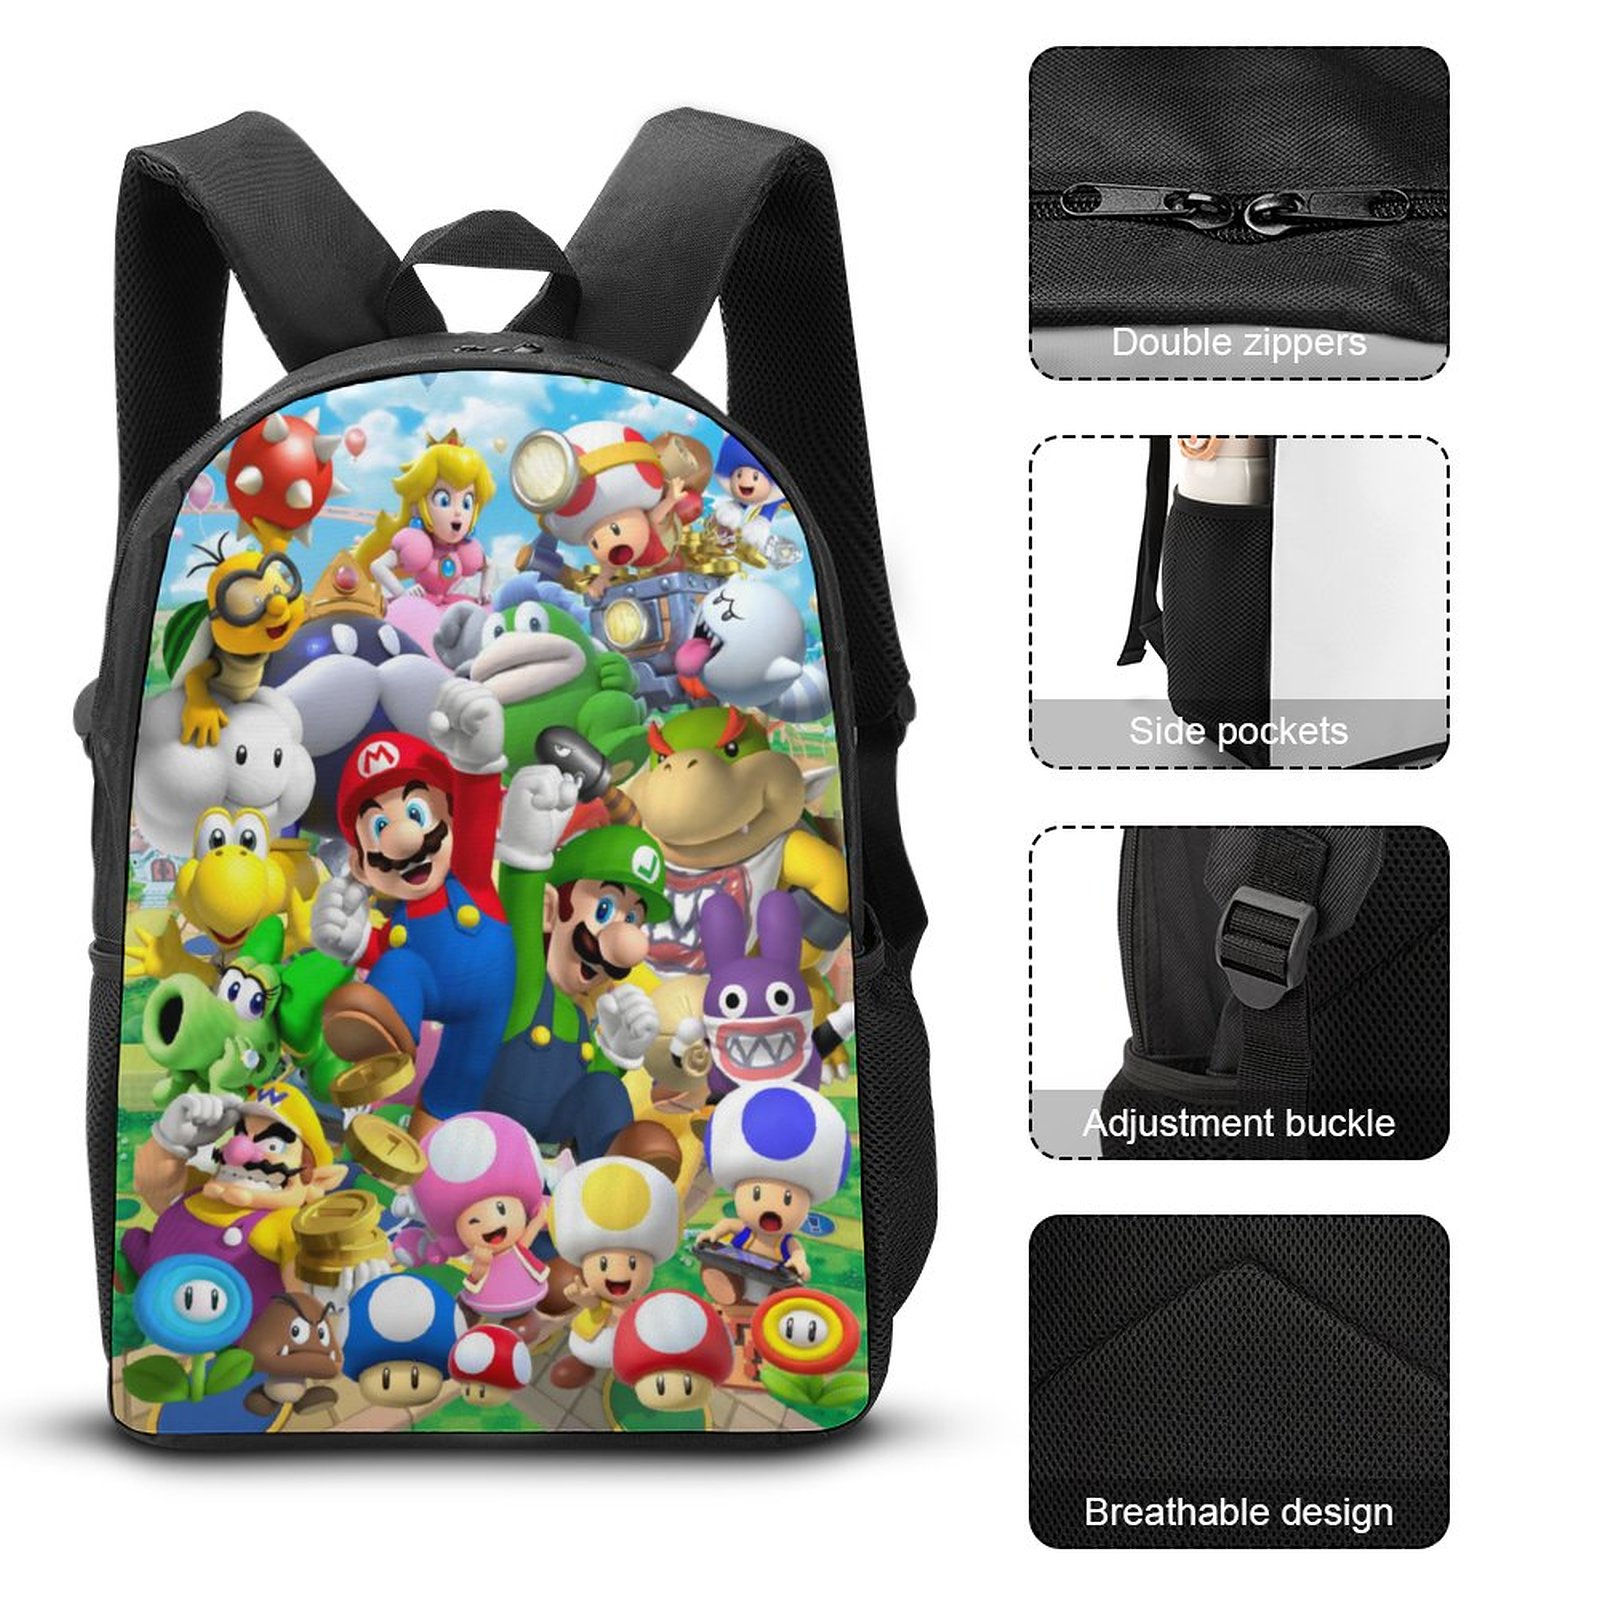 Double zippers
Side pockets
Adjustment buckle
Breathable design
M
L
W